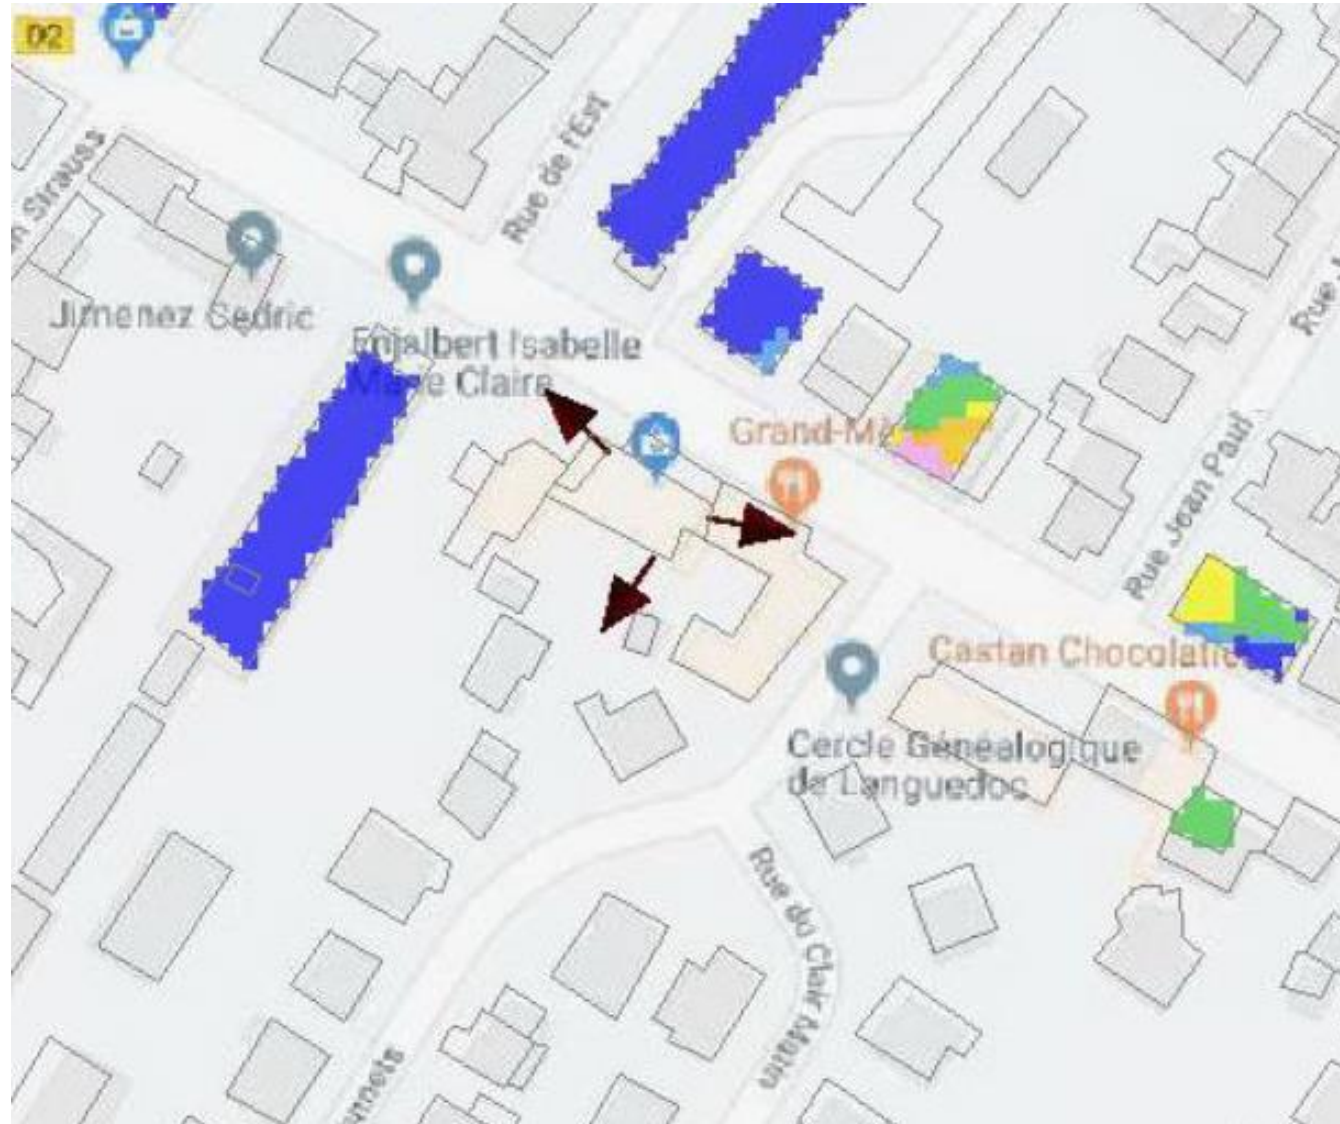 D2
Rue de l'Est
n Strauss
Jimenez Cedric
Enjalbert Isabelle
Marie Claire
Grand-Mè
Rue Jean Paul
Castan Chocolatie
Cercle Généalogique
de Languedoc
Rue du Clair Matin